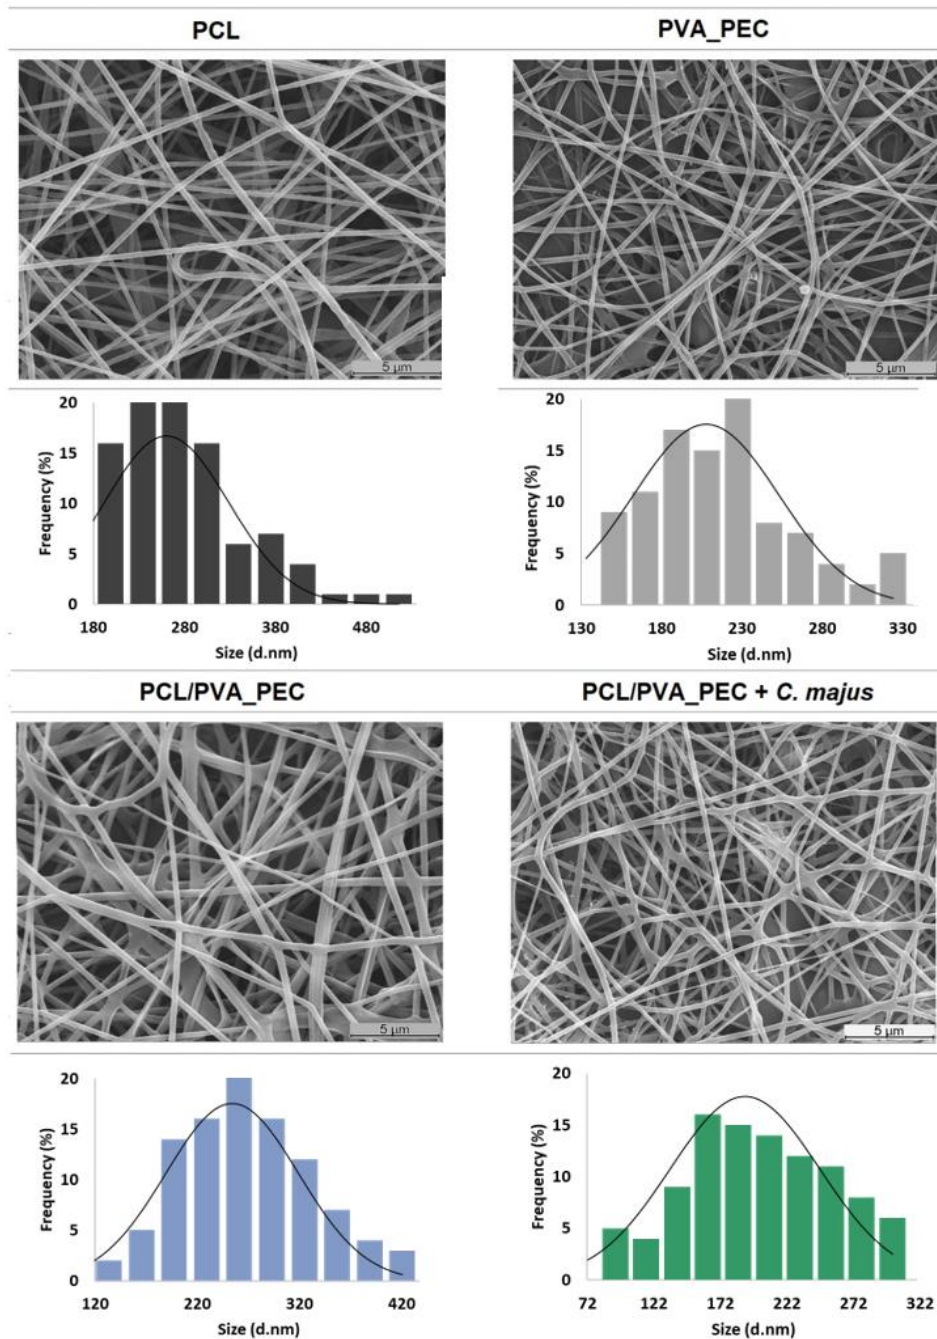 PCL
PVA_PEC
5 µm
5 µm
20
15
10
5
0
Frequency (%)
180 280 380 480
Size (d.nm)
20
15
10
5
0
Frequency (%)
130 180 230 280 330
Size (d.nm)
PCL/PVA_PEC
PCL/PVA_PEC + C. majus
5 µm
5 µm
20
15
10
5
0
Frequency (%)
120 220 320 420
Size (d.nm)
20
15
10
5
0
Frequency (%)
72 122 172 222 272 322
Size (d.nm)